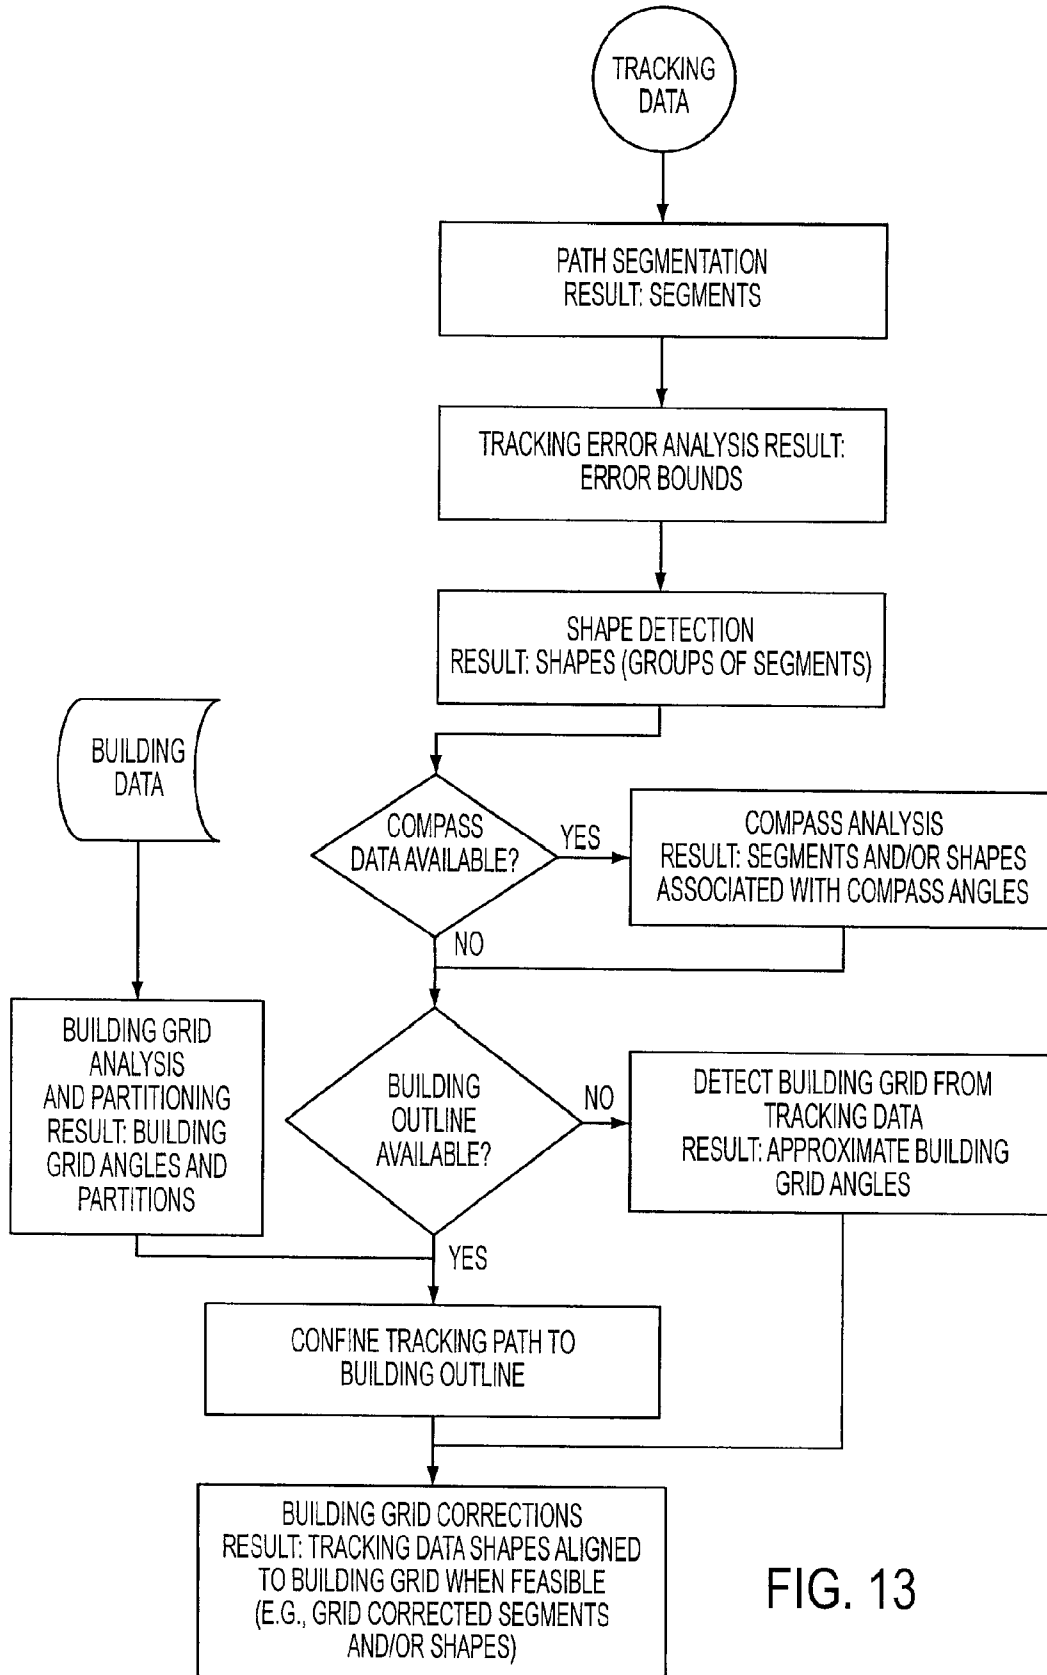 TRACKING
DATA
PATH SEGMENTATION
RESULT: SEGMENTS
TRACKING ERROR ANALYSIS RESULT:
ERROR BOUNDS
SHAPE DETECTION
RESULT: SHAPES (GROUPS OF SEGMENTS)
BUILDING
DATA
COMPASS
DATA AVAILABLE?
YES
COMPASS ANALYSIS
RESULT: SEGMENTS AND/OR SHAPES
ASSOCIATED WITH COMPASS ANGLES
NO
BUILDING GRID
ANALYSIS
AND PARTITIONING
RESULT: BUILDING
GRID ANGLES AND
PARTITIONS
BUILDING
OUTLINE
AVAILABLE?
NO
DETECT BUILDING GRID FROM
TRACKING DATA
RESULT: APPROXIMATE BUILDING
GRID ANGLES
YES
CONFINE TRACKING PATH TO
BUILDING OUTLINE
BUILDING GRID CORRECTIONS
RESULT: TRACKING DATA SHAPES ALIGNED
TO BUILDING GRID WHEN FEASIBLE
(E.G., GRID CORRECTED SEGMENTS
AND/OR SHAPES)
FIG. 13